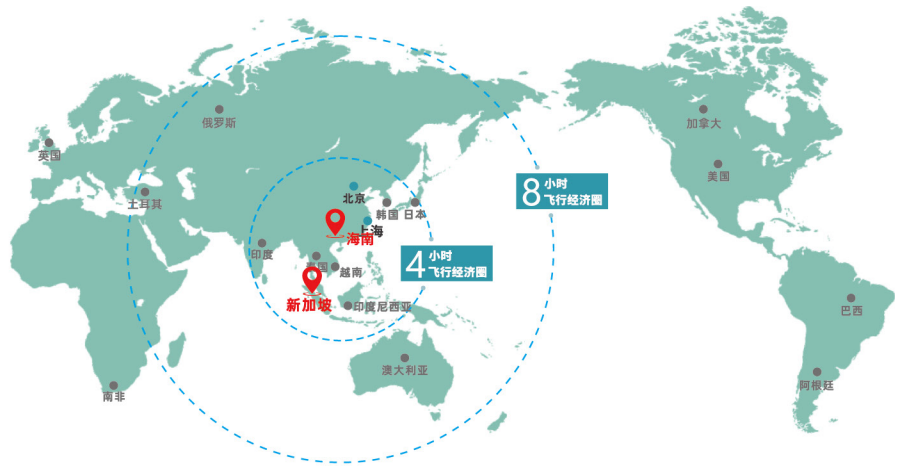 俄罗斯
加拿大
英国
美国
8 小时
飞行经济圈
土耳其
北京
韩国 日本
上海
海南
印度
4 小时
飞行经济圈
泰国
越南
新加坡
印度尼西亚
巴西
澳大利亚
阿根廷
南非